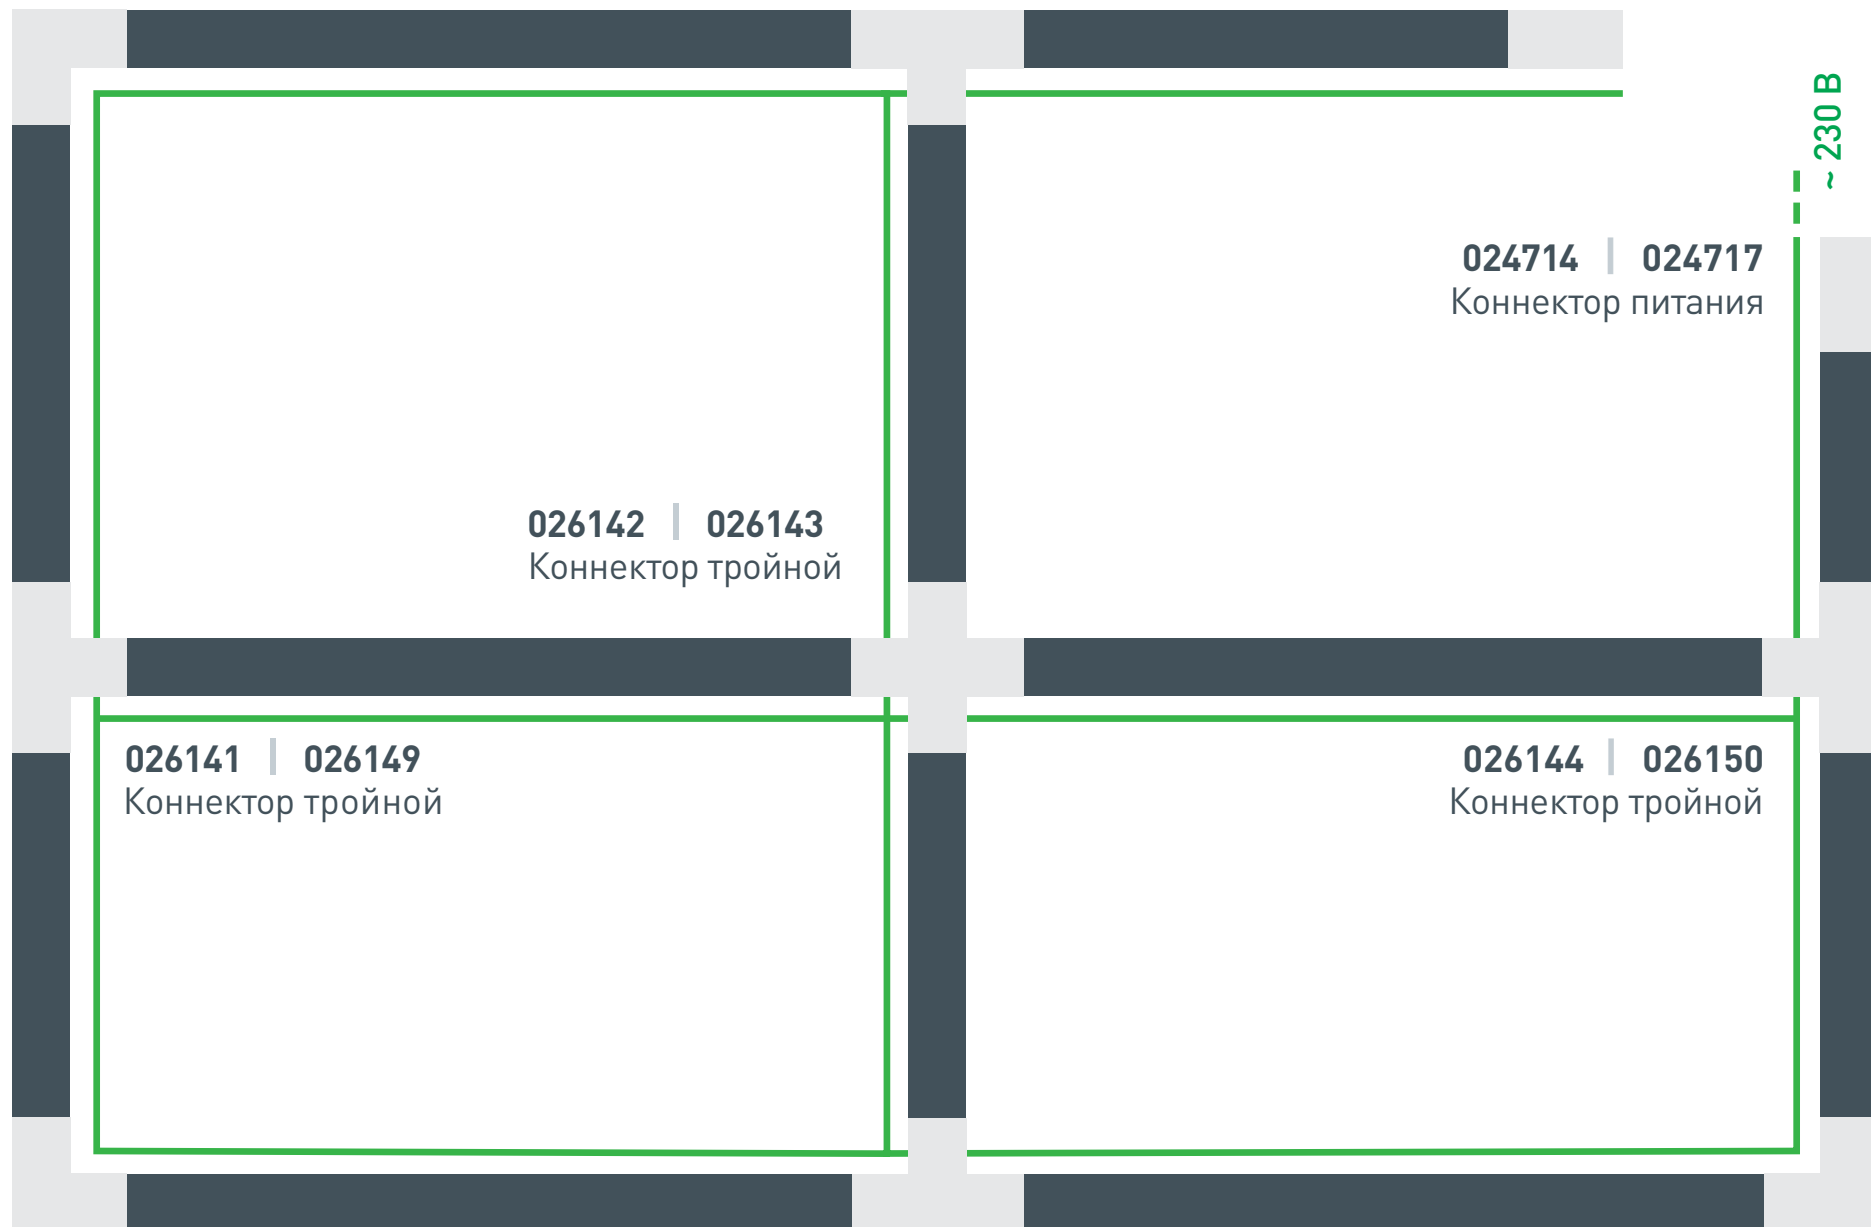 ~ 230 В
024714 | 024717
Коннектор питания
026142 | 026143
Коннектор тройной
026141 | 026149
Коннектор тройной
026144 | 026150
Коннектор тройной